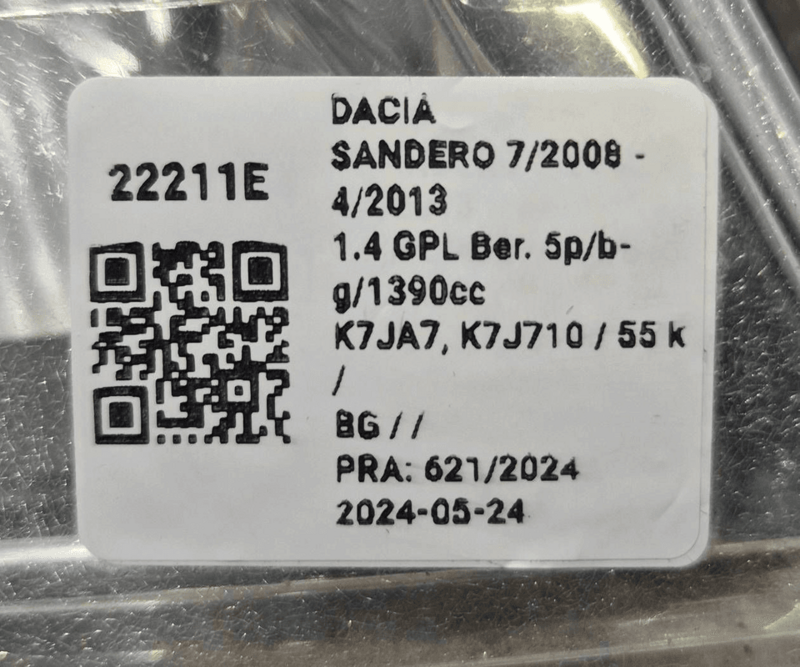 22211E
DACIA
SANDERO 7/2008 -
4/2013
1.4 GPL Ber. 5p/b-
g/1390cc
K7JA7, K7J710 / 55 k
/
BG / /
PRA: 621/2024
2024-05-24